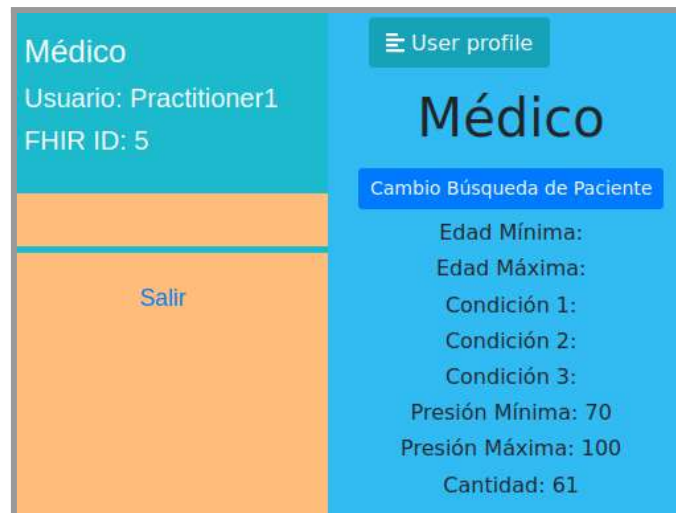 Médico
Usuario: Practitioner1
FHIR ID: 5
Salir
User profile
Médico
Cambio Búsqueda de Paciente
Edad Mínima:
Edad Máxima:
Condición 1:
Condición 2:
Condición 3:
Presión Mínima: 70
Presión Máxima: 100
Cantidad: 61